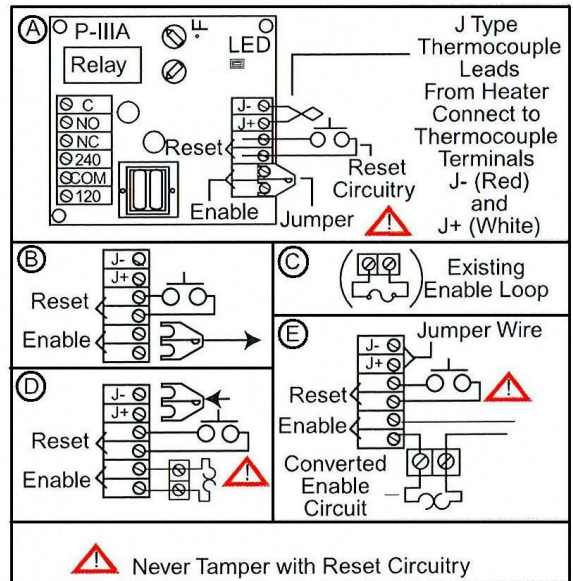 A
P-IIIA
°F
LED
Relay
C
NO
NC
240
COM
120
J-
J+
Reset
Enable
Jumper
Reset
Circuitry
!
J Type
Thermocouple
Leads
From Heater
Connect to
Thermocouple
Terminals
J- (Red)
and
J+ (White)
B
J-
J+
Reset
Enable
C
Existing
Enable Loop
D
J-
J+
Reset
Enable
!
E
Jumper Wire
J-
J+
Reset
!
Enable
Converted
Enable
Circuit
! Never Tamper with Reset Circuitry